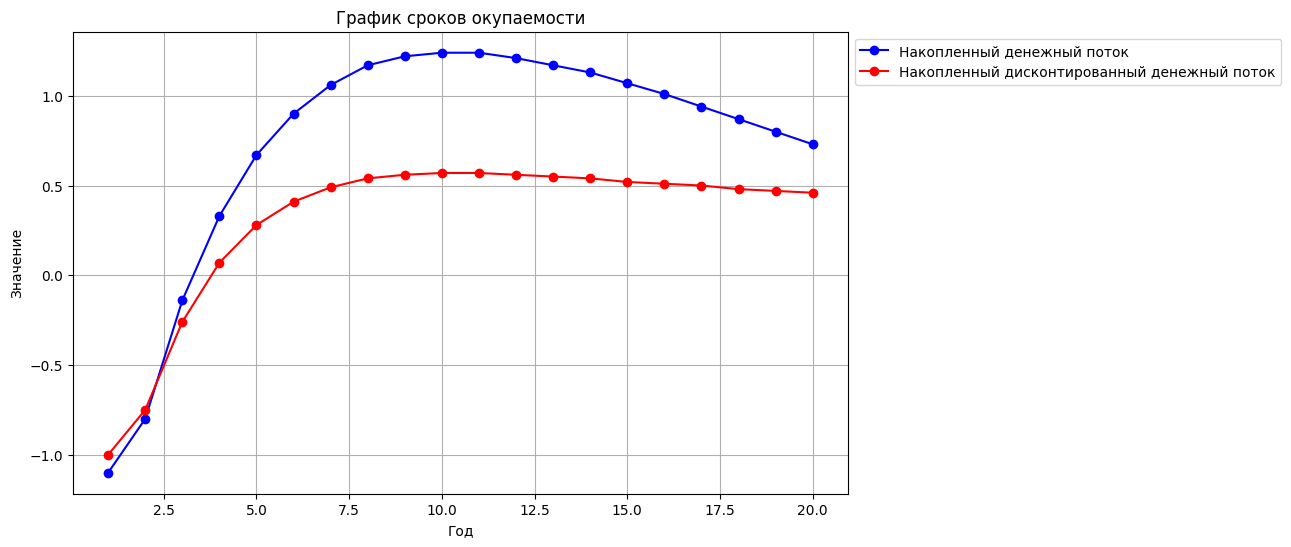 График сроков окупаемости
Накопленный денежный поток
Накопленный дисконтированный денежный поток
Значение
1.0
0.5
0.0
−0.5
−1.0
2.5 5.0 7.5 10.0 12.5 15.0 17.5 20.0
Год